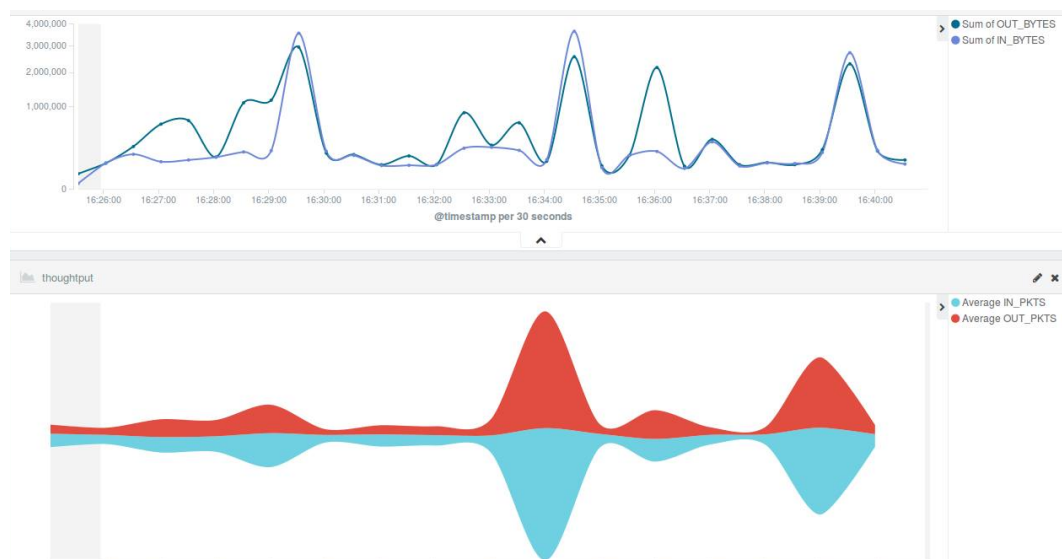 4,000,000
3,000,000
2,000,000
1,000,000
0
16:26:00 16:27:00 16:28:00 16:29:00 16:30:00 16:31:00 16:32:00 16:33:00 16:34:00 16:35:00 16:36:00 16:37:00 16:38:00 16:39:00 16:40:00
@timestamp per 30 seconds
Sum of OUT_BYTES
Sum of IN_BYTES
thoughtput
Average IN_PKTS
Average OUT_PKTS